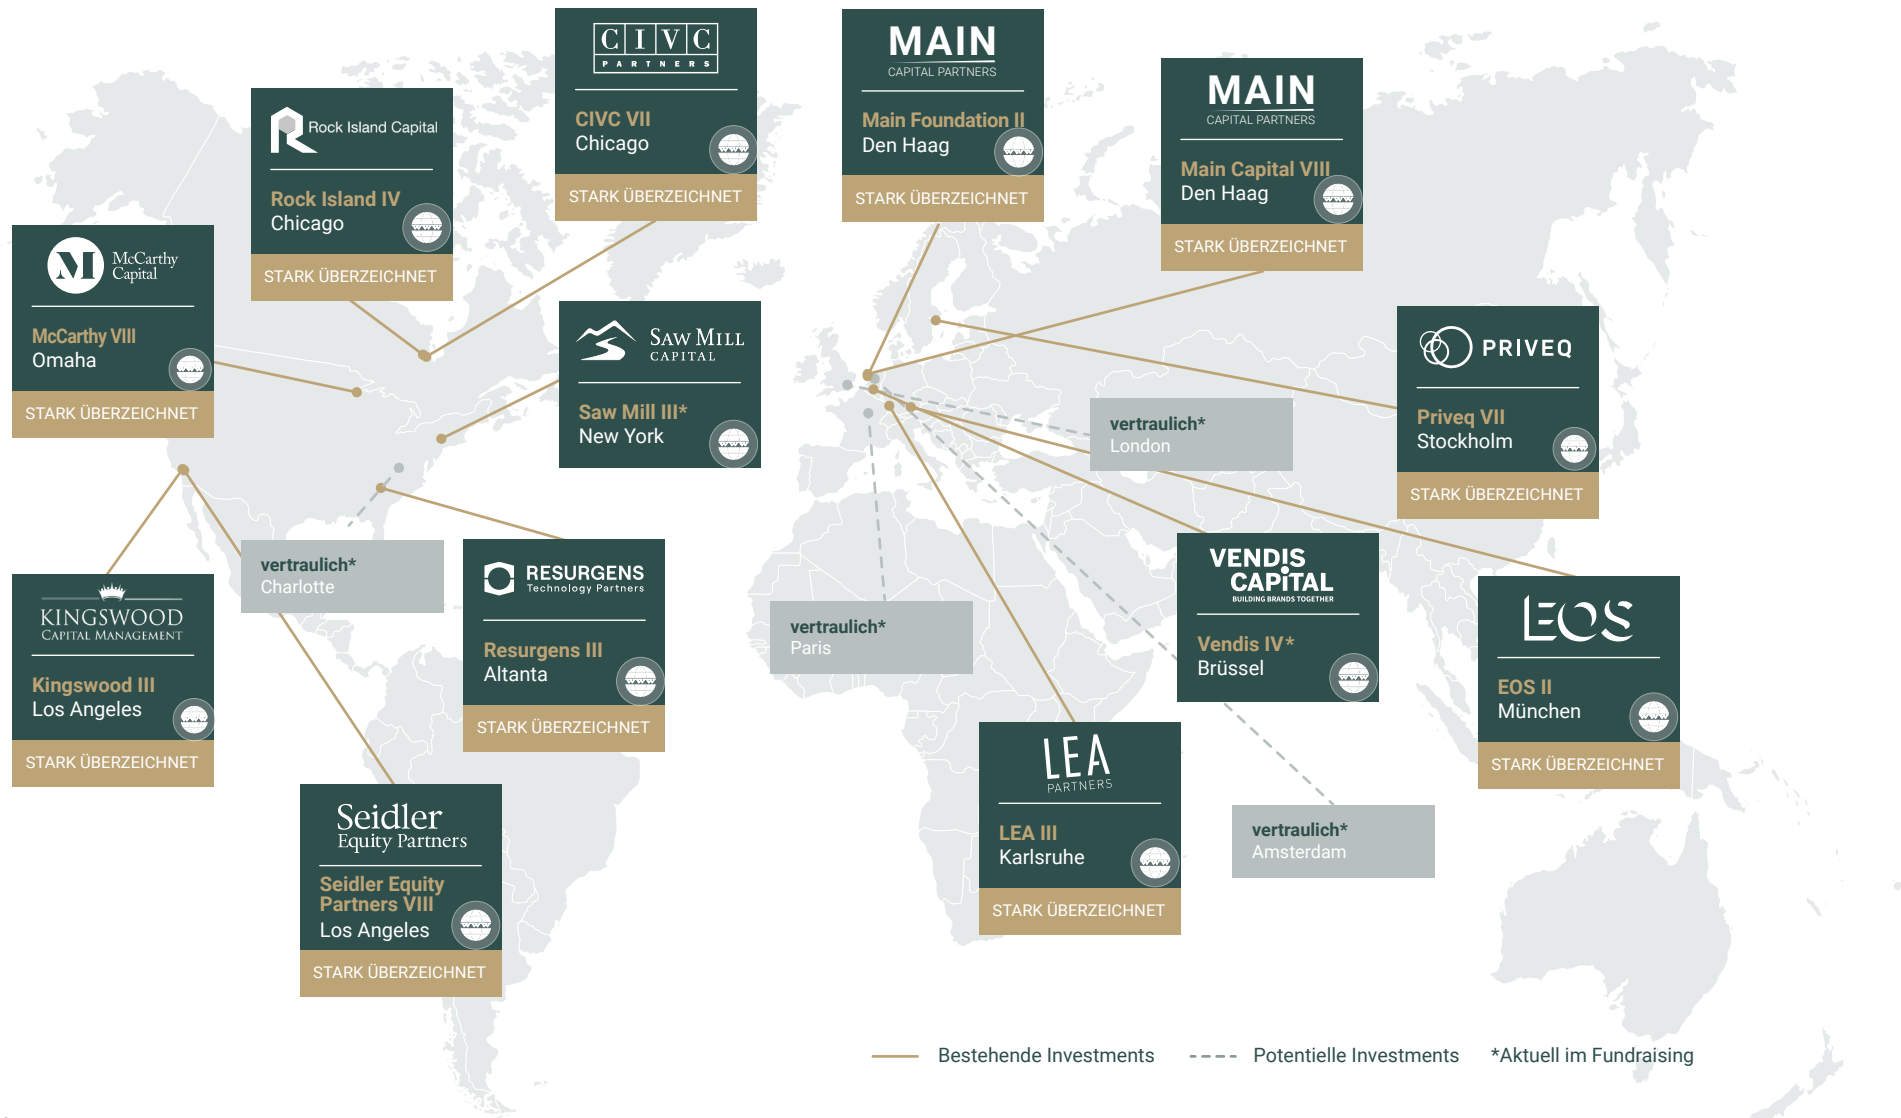 CIVC
PARTNERS
CIVC VII
Chicago
STARK ÜBERZEICHNET
MAIN
CAPITAL PARTNERS
Main Foundation II
Den Haag
STARK ÜBERZEICHNET
MAIN
CAPITAL PARTNERS
Main Capital VIII
Den Haag
STARK ÜBERZEICHNET
Rock Island Capital
Rock Island IV
Chicago
STARK ÜBERZEICHNET
M McCarthy
Capital
McCarthy VIII
Omaha
STARK ÜBERZEICHNET
SAW MILL
CAPITAL
Saw Mill III*
New York
PRIVEQ
Priveq VII
Stockholm
STARK ÜBERZEICHNET
vertraulich*
London
vertraulich*
Charlotte
RESURGENS
Technology Partners
Resurgens III
Altanta
STARK ÜBERZEICHNET
KINGSWOOD
CAPITAL MANAGEMENT
Kingswood III
Los Angeles
STARK ÜBERZEICHNET
vertraulich*
Paris
VENDIS
CAPiTAL
BUILDING BRANDS TOGETHER
Vendis IV*
Brüssel
EOS
EOS II
München
STARK ÜBERZEICHNET
LEA
PARTNERS
LEA III
Karlsruhe
STARK ÜBERZEICHNET
vertraulich*
Amsterdam
Seidler
Equity Partners
Seidler Equity
Partners VIII
Los Angeles
STARK ÜBERZEICHNET
Bestehende Investments
Potentielle Investments
*Aktuell im Fundraising